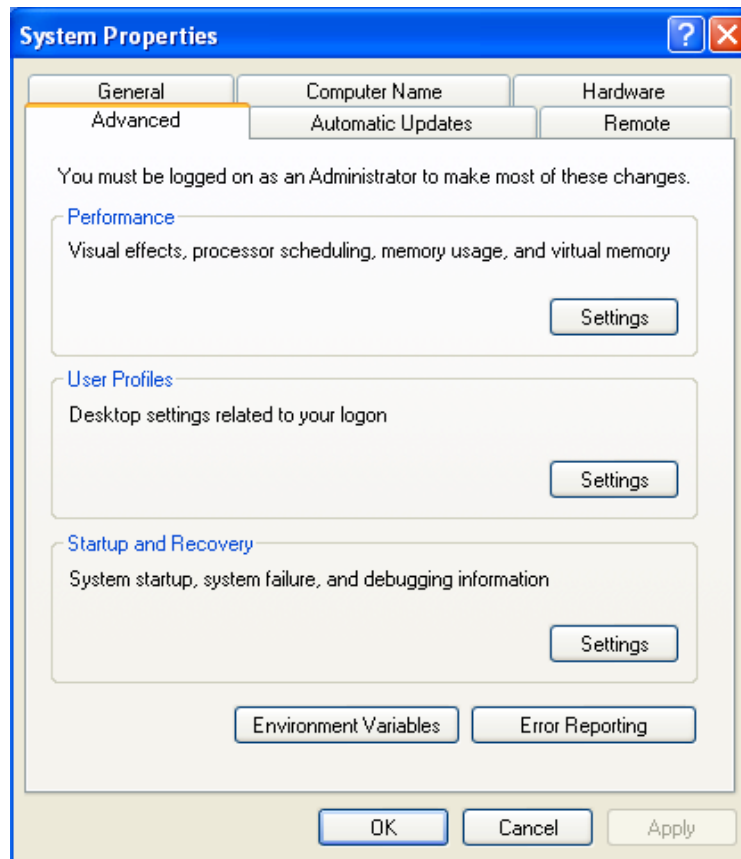 System Properties
General
Computer Name
Hardware
Advanced
Automatic Updates
Remote
You must be logged on as an Administrator to make most of these changes.
Performance
Visual effects, processor scheduling, memory usage, and virtual memory
Settings
User Profiles
Desktop settings related to your logon
Settings
Startup and Recovery
System startup, system failure, and debugging information
Settings
Environment Variables
Error Reporting
OK
Cancel
Apply